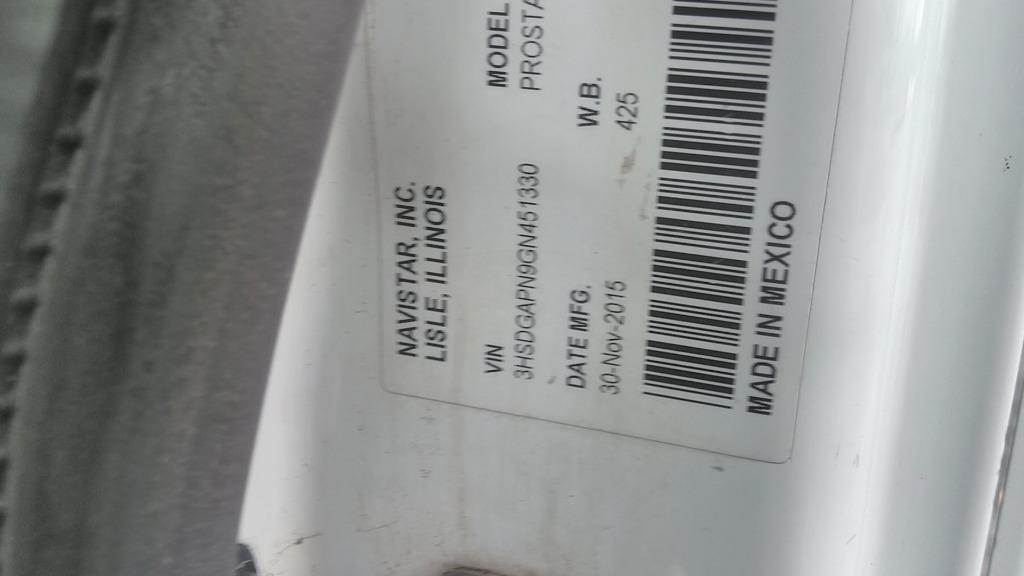 NAVISTAR, INC.
LISLE, ILLINOIS
VIN
3HSDGAPN9GN451330
MODEL
DATE MFG.
30-Nov-2015
W.B.
425
MADE IN MEXICO